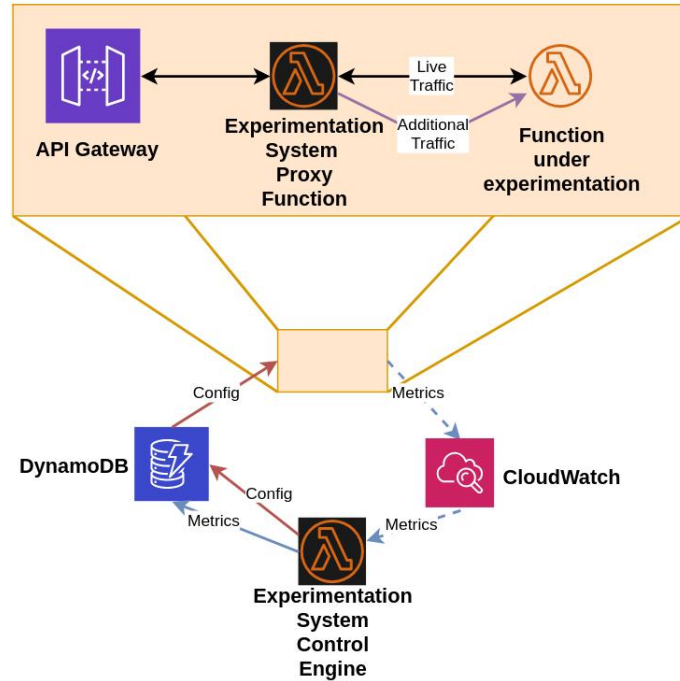 Live
Traffic
Additional
Traffic
API Gateway
Experimentation
System
Proxy
Function
Function
under
experimentation
Config
Metrics
DynamoDB
CloudWatch
Config
Metrics
Metrics
Experimentation
System
Control
Engine